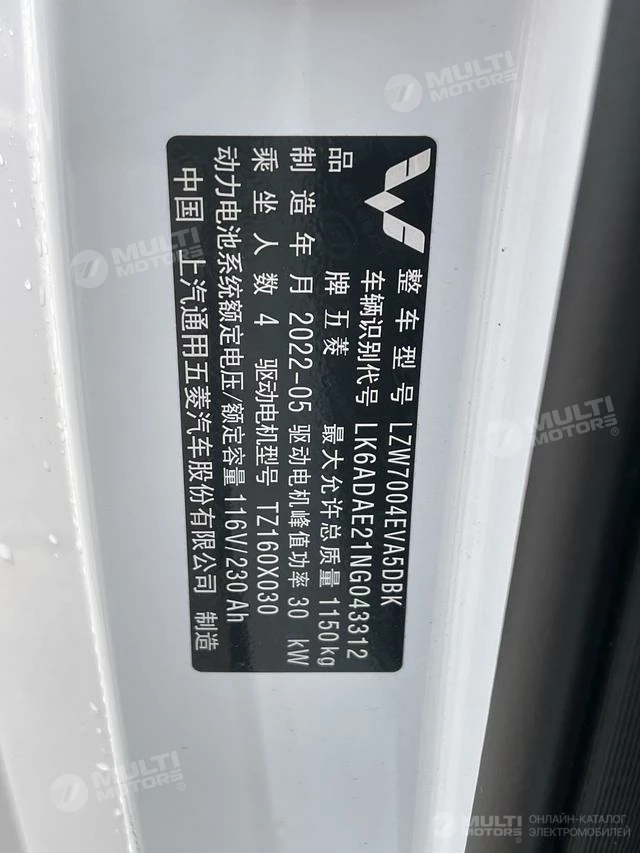 整车型号 LZW7004EVA5DBK
车辆识别代号 LK6ADAE21NG043312
品牌 五菱 最大允许总质量 1150kg
制造年月 2022-05 驱动电机峰值功率 30 kW
乘坐人数 4 驱动电机型号 TZ160X030
动力电池系统额定电压/额定容量 116V/230Ah
中国 上汽通用五菱汽车股份有限公司 制造
MULTI
MOTORS
MULTI
MOTORS
MULTI
MOTORS
MULTI
MOTORS
MULTI
MOTORS
MULTI
MOTORS
ОНЛАЙН-КАТАЛОГ
ЭЛЕКТРОМОБИЛЕЙ